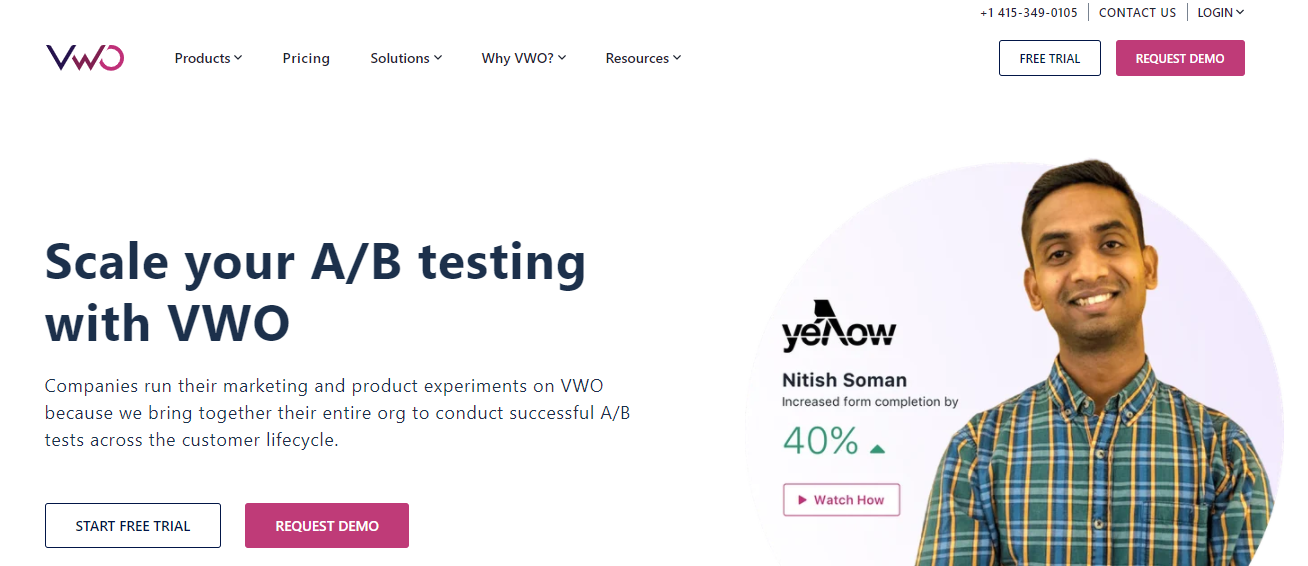 +1 415-349-0105 CONTACT US LOGIN
VWO Products Pricing Solutions Why VWO? Resources FREE TRIAL REQUEST DEMO
Scale your A/B testing
with VWO
Companies run their marketing and product experiments on VWO
because we bring together their entire org to conduct successful A/B
tests across the customer lifecycle.
START FREE TRIAL REQUEST DEMO
yellow
Nitish Soman
Increased form completion by
40%
Watch How